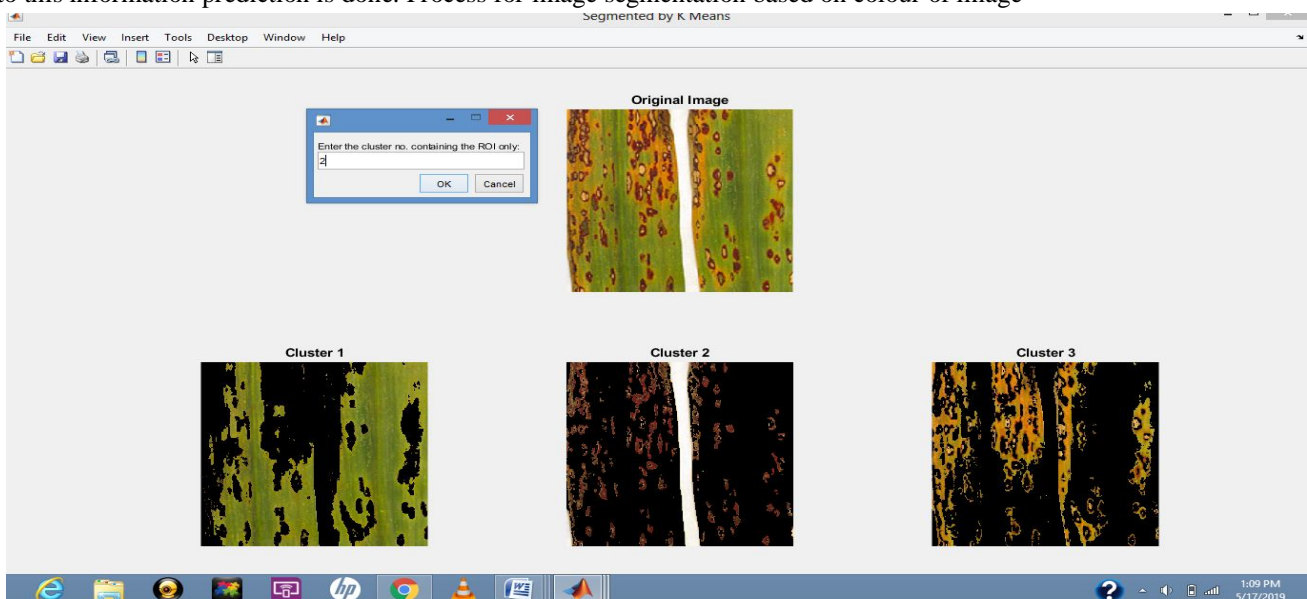 to this information prediction is done. Process for image segmentation based on colour of image
Segmented by K Means
File Edit View Insert Tools Desktop Window Help
Original Image
Enter the cluster no. containing the ROI only:
2
OK Cancel
Cluster 1 Cluster 2 Cluster 3
hp
1:09 PM
5/17/2019